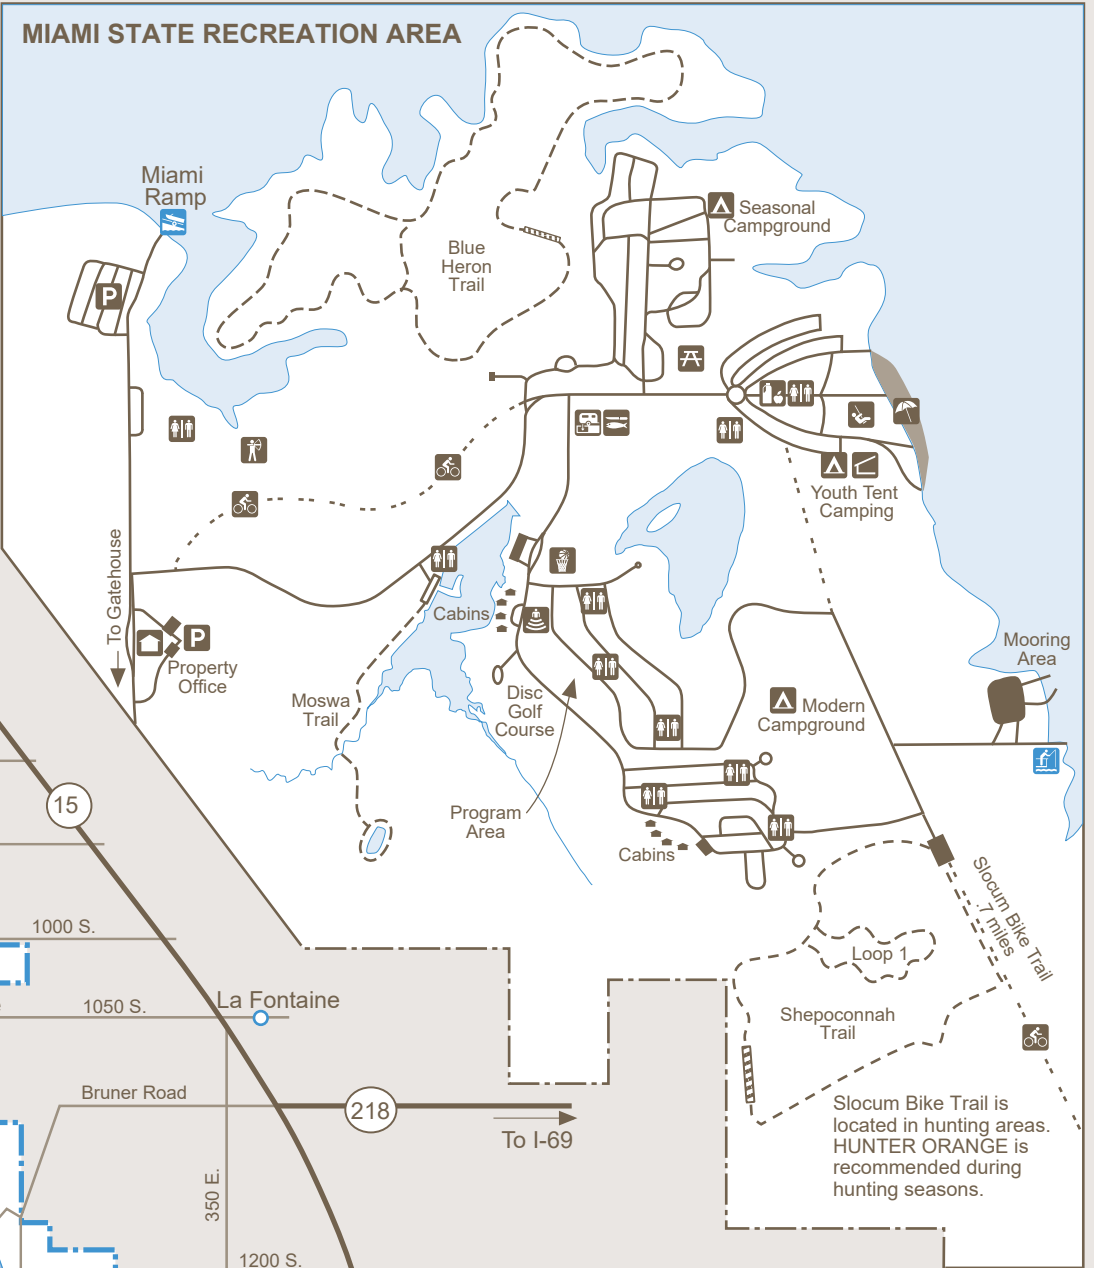 MIAMI STATE RECREATION AREA
Miami
Ramp
P
Blue
Heron
Trail
Seasonal
Campground
Youth Tent
Camping
To Gatehouse
P
Property
Office
Cabins
Moswa
Trail
Disc
Golf
Course
Modern
Campground
Mooring
Area
Program
Area
Cabins
15
1000 S.
1050 S.
La Fontaine
Bruner Road
218
To I-69
350 E.
1200 S.
Loop 1
Slocum Bike Trail
.7 miles
Shepoconnah
Trail
Slocum Bike Trail is
located in hunting areas.
HUNTER ORANGE is
recommended during
hunting seasons.